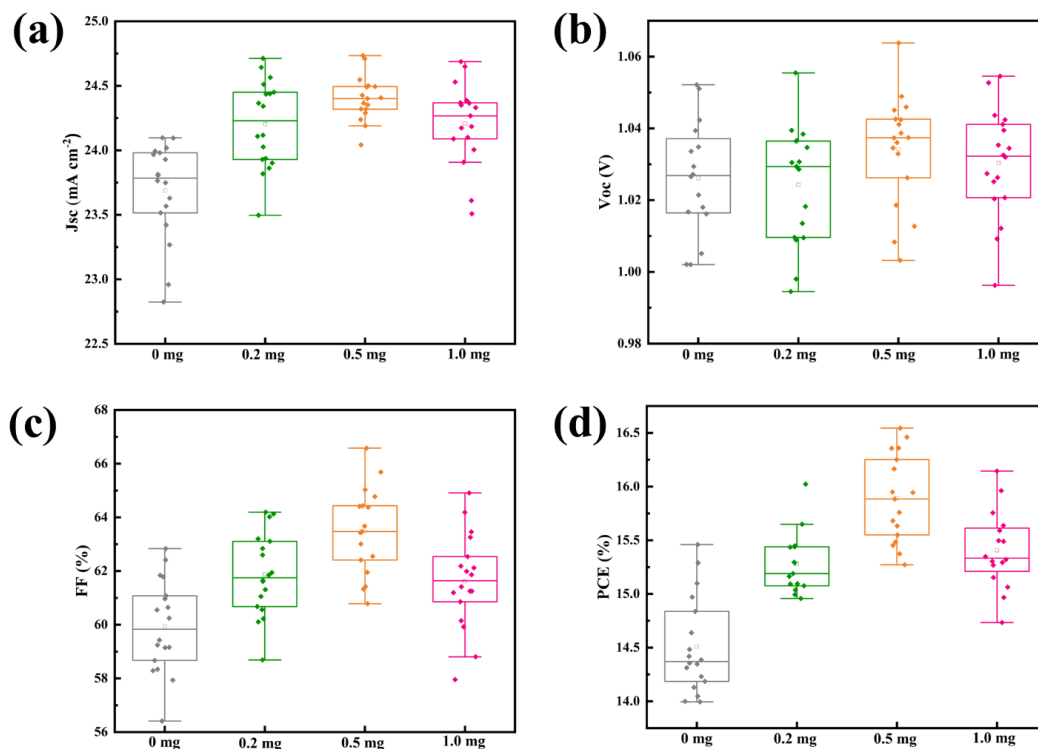 (a)
Jsc (mA cm⁻²)
25.0
24.5
24.0
23.5
23.0
22.5
0 mg 0.2 mg 0.5 mg 1.0 mg
(b)
Voc (V)
1.06
1.04
1.02
1.00
0.98
0 mg 0.2 mg 0.5 mg 1.0 mg
(c)
FF (%)
68
66
64
62
60
58
56
0 mg 0.2 mg 0.5 mg 1.0 mg
(d)
PCE (%)
16.5
16.0
15.5
15.0
14.5
14.0
0 mg 0.2 mg 0.5 mg 1.0 mg